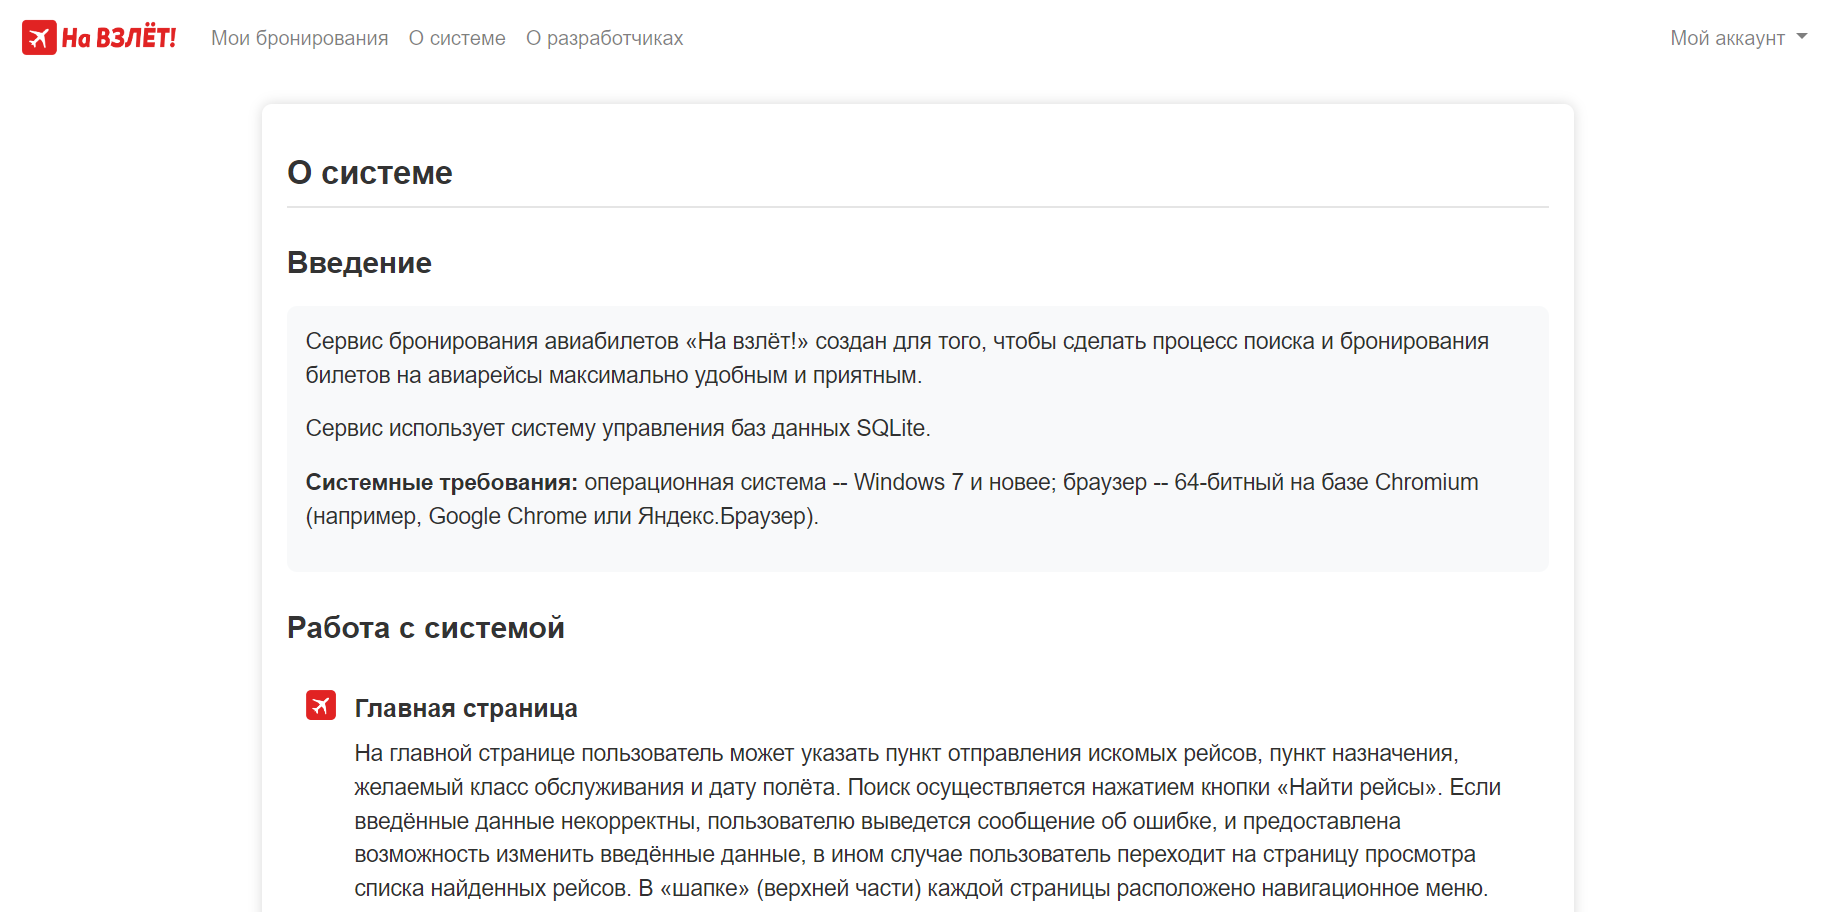 На ВЗЛЁТ! Мои бронирования О системе О разработчиках Мой аккаунт
О системе
Введение
Сервис бронирования авиабилетов «На взлёт!» создан для того, чтобы сделать процесс поиска и бронирования
билетов на авиарейсы максимально удобным и приятным.
Сервис использует систему управления баз данных SQLite.
Системные требования: операционная система -- Windows 7 и новее; браузер -- 64-битный на базе Chromium
(например, Google Chrome или Яндекс.Браузер).
Работа с системой
Главная страница
На главной странице пользователь может указать пункт отправления искомых рейсов, пункт назначения,
желаемый класс обслуживания и дату полёта. Поиск осуществляется нажатием кнопки «Найти рейсы». Если
введённые данные некорректны, пользователю выведется сообщение об ошибке, и предоставлена
возможность изменить введённые данные, в ином случае пользователь переходит на страницу просмотра
списка найденных рейсов. В «шапке» (верхней части) каждой страницы расположено навигационное меню.